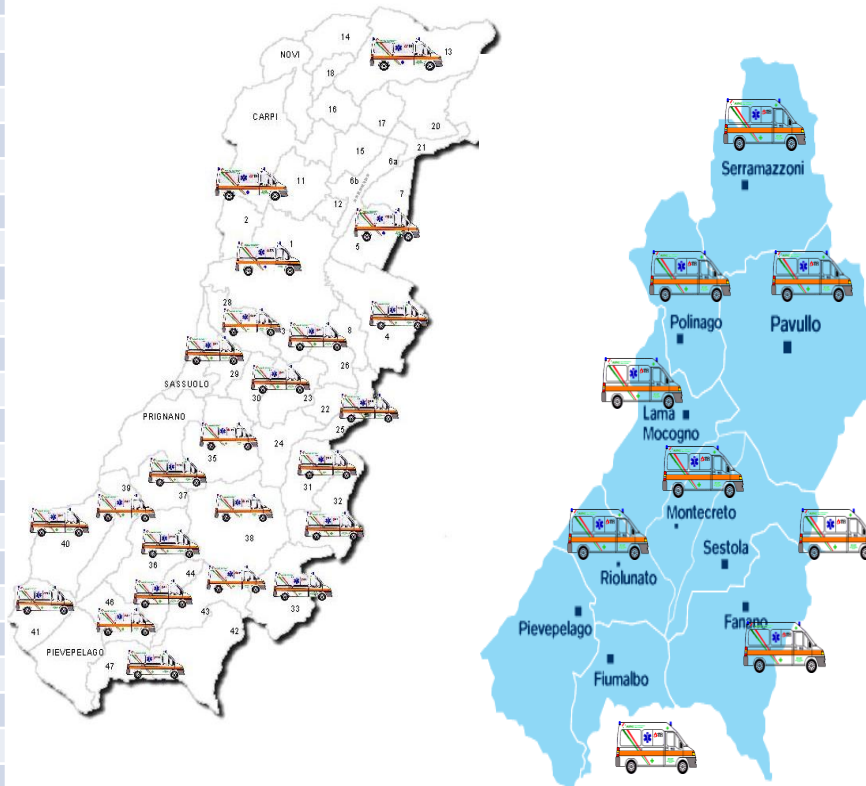 14
13
NOVI
18
16
CARPI
17
20
15
21
6a
11
6b
7
12
2
5
1
28
3
8
4
26
29
SASSUOLO
30
23
22
PRIGNANO
25
24
35
31
32
39
37
40
38
36
44
46
43
33
41
42
PIEVEPELAGO
47
Serramazzoni
Polinago
Pavullo
Lama
Mocogno
Montecreto
Sestola
Riolunato
Pievepelago
Fanano
Fiumalbo